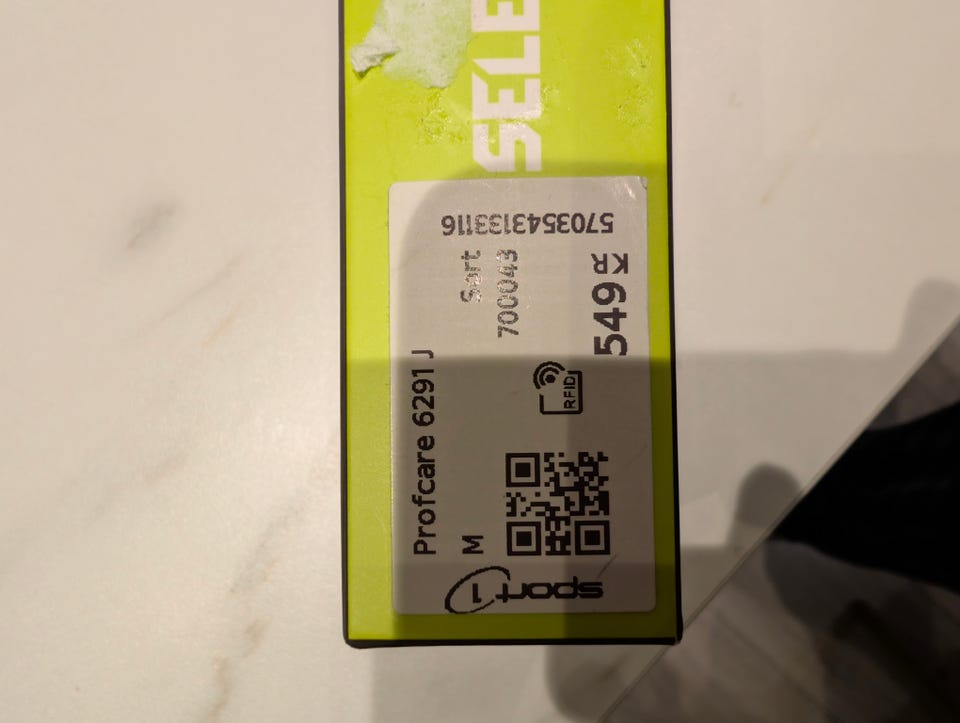 SELE
Profcare 6291 J
M Sort
700043
RFID
549 KR
5703543133116
sport 1